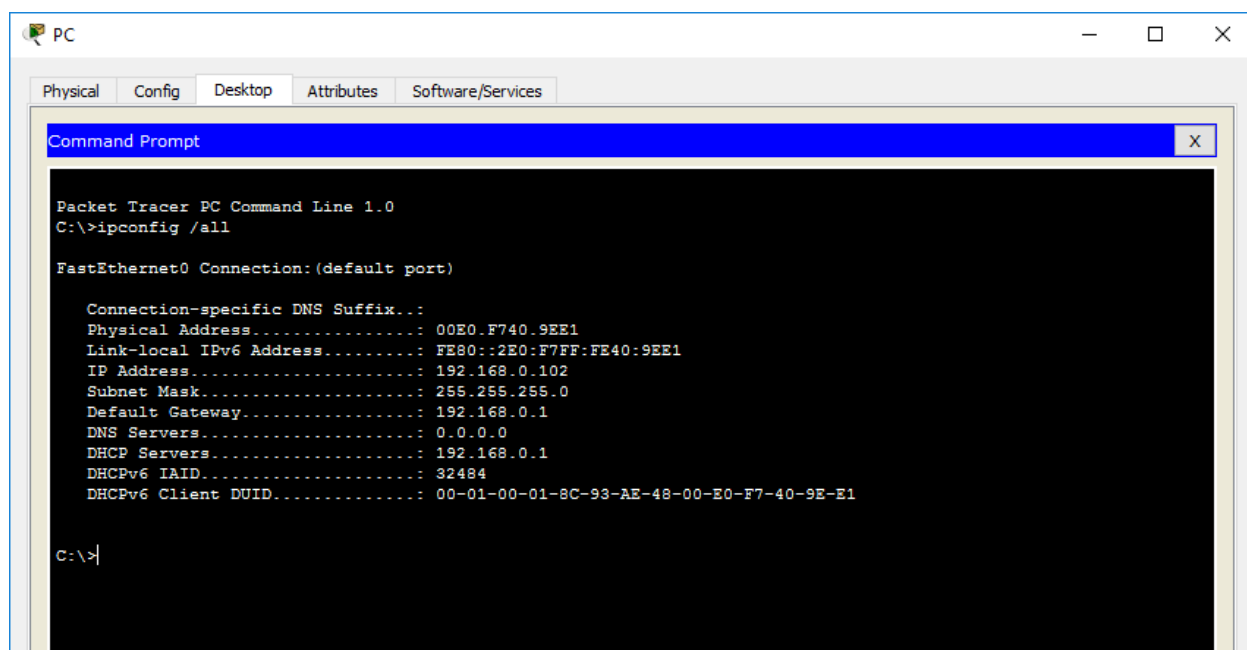 PC
Physical Config Desktop Attributes Software/Services
Command Prompt X
Packet Tracer PC Command Line 1.0
C:\>ipconfig /all
FastEthernet0 Connection:(default port)
Connection-specific DNS Suffix..:
Physical Address................: 00E0.F740.9EE1
Link-local IPv6 Address.........: FE80::2E0:F7FF:FE40:9EE1
IP Address......................: 192.168.0.102
Subnet Mask.....................: 255.255.255.0
Default Gateway.................: 192.168.0.1
DNS Servers.....................: 0.0.0.0
DHCP Servers....................: 192.168.0.1
DHCPv6 IAID.....................: 32484
DHCPv6 Client DUID..............: 00-01-00-01-8C-93-AE-48-00-E0-F7-40-9E-E1
C:\>